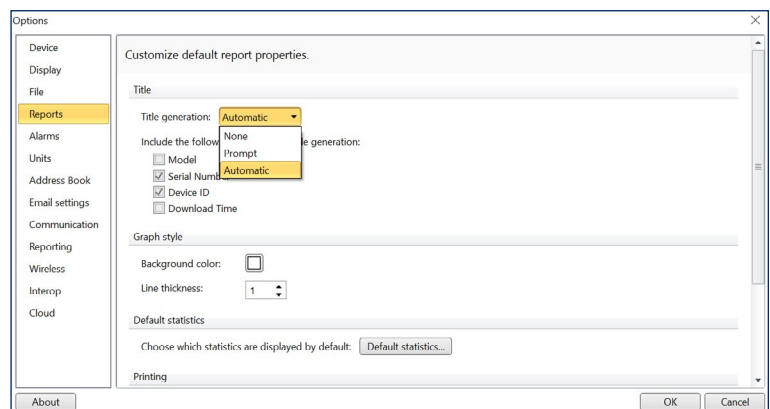 Options
Device
Display
File
Reports
Alarms
Units
Address Book
Email settings
Communication
Reporting
Wireless
Interop
Cloud
Customize default report properties.
Title
Title generation: Automatic
None
Prompt
Automatic
Include the follow le generation:
Model
Serial Numb
Device ID
Download Time
Graph style
Background color:
Line thickness: 1
Default statistics
Choose which statistics are displayed by default: Default statistics...
Printing
About OK Cancel